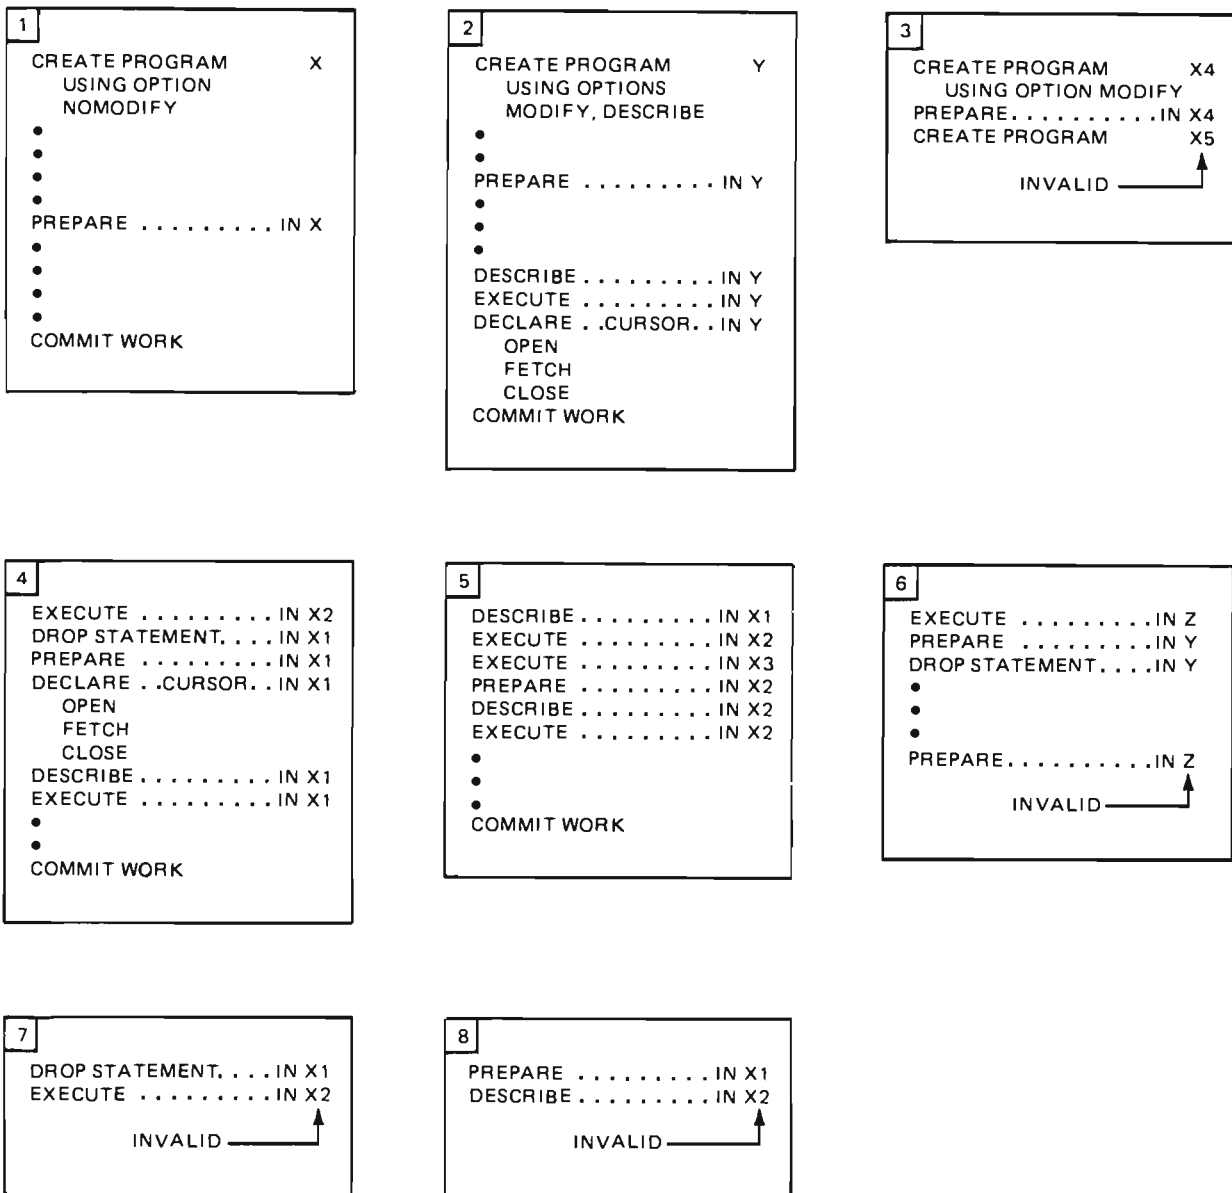 1
CREATE PROGRAM X
USING OPTION
NOMODIFY
•
•
•
•
PREPARE ......... IN X
•
•
•
•
COMMIT WORK
2
CREATE PROGRAM Y
USING OPTIONS
MODIFY, DESCRIBE
•
•
PREPARE ......... IN Y
•
•
•
DESCRIBE ......... IN Y
EXECUTE ......... IN Y
DECLARE ..CURSOR.. IN Y
OPEN
FETCH
CLOSE
COMMIT WORK
3
CREATE PROGRAM X4
USING OPTION MODIFY
PREPARE..........IN X4
CREATE PROGRAM X5
INVALID
4
EXECUTE ......... IN X2
DROP STATEMENT.... IN X1
PREPARE ......... IN X1
DECLARE ..CURSOR.. IN X1
OPEN
FETCH
CLOSE
DESCRIBE ......... IN X1
EXECUTE ......... IN X1
•
•
COMMIT WORK
5
DESCRIBE ......... IN X1
EXECUTE ......... IN X2
EXECUTE ......... IN X3
PREPARE ......... IN X2
DESCRIBE ......... IN X2
EXECUTE ......... IN X2
•
•
•
COMMIT WORK
6
EXECUTE ......... IN Z
PREPARE ......... IN Y
DROP STATEMENT....IN Y
•
•
•
PREPARE..........IN Z
INVALID
7
DROP STATEMENT.... IN X1
EXECUTE ......... IN X2
INVALID
8
PREPARE ......... IN X1
DESCRIBE ......... IN X2
INVALID